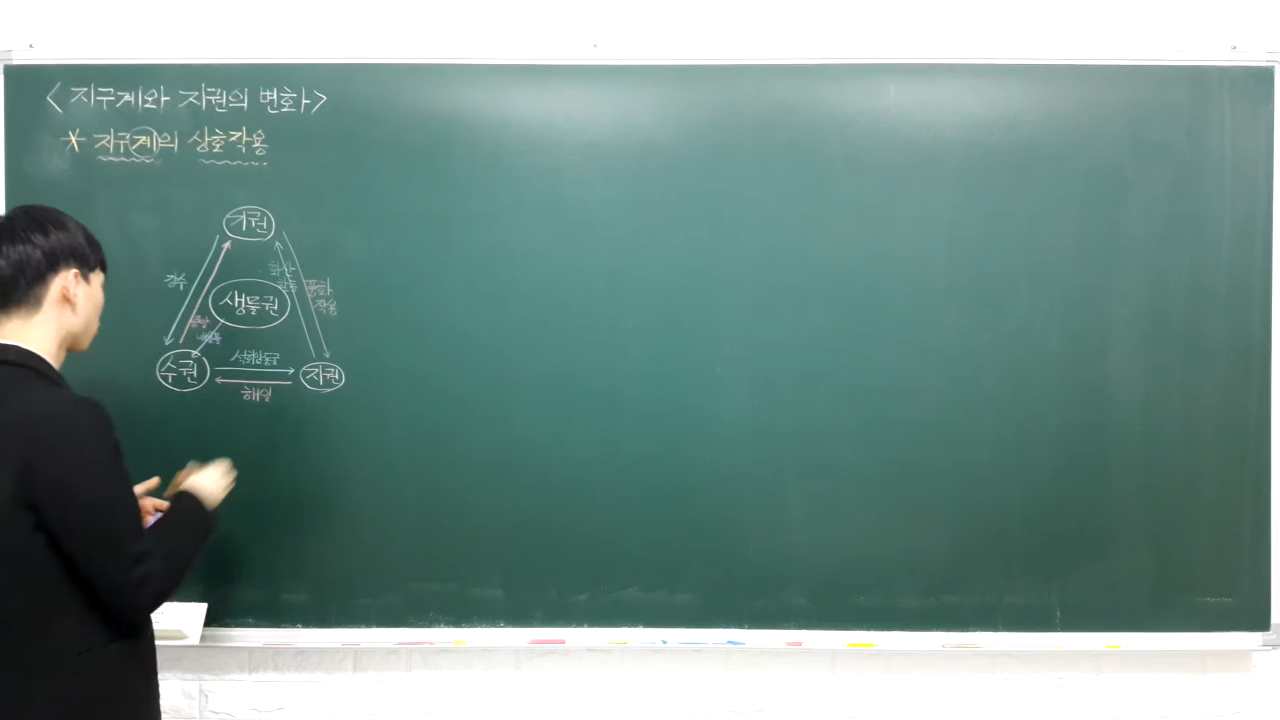 <지구계와 지권의 변화>
* 지구계의 상호작용
기권
강수
화산
활동
풍화
작용
생물권
수권
석회동굴
해일
지권